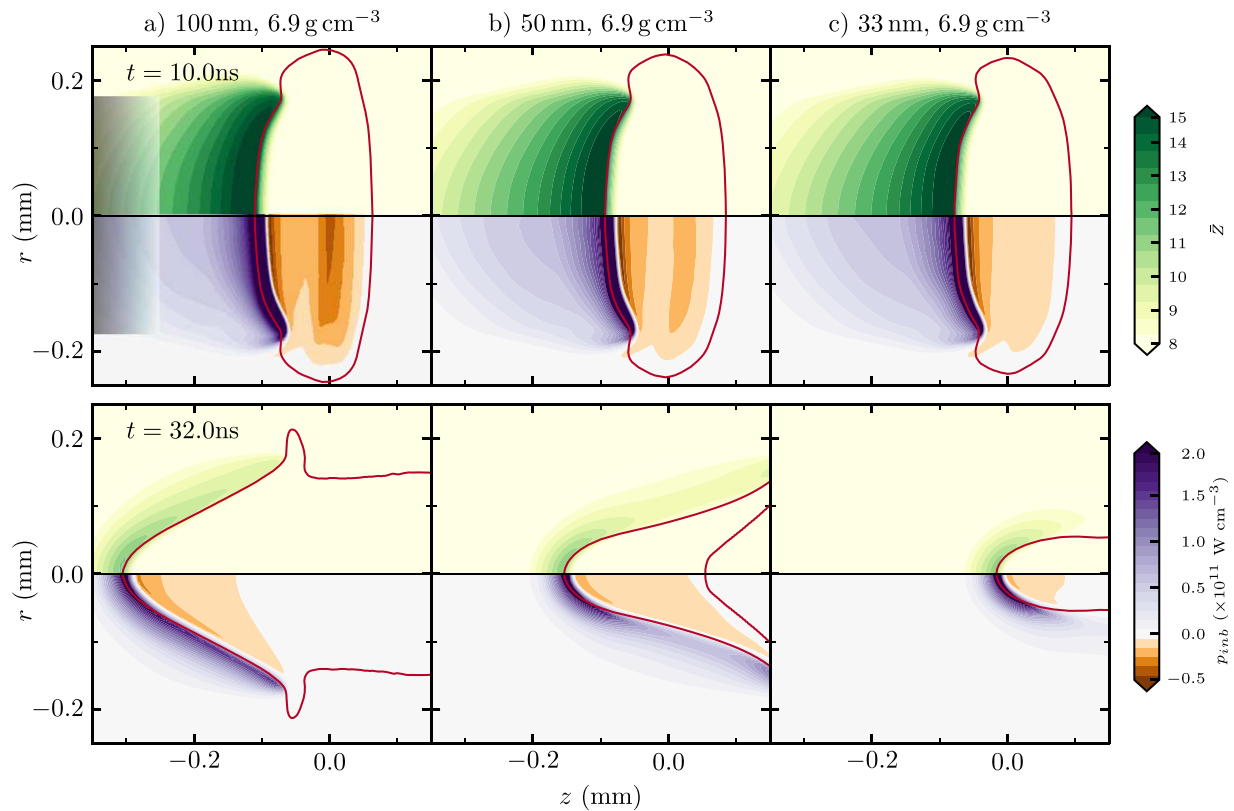 a) 100 nm, 6.9 g cm⁻³
b) 50 nm, 6.9 g cm⁻³
c) 33 nm, 6.9 g cm⁻³
t = 10.0ns
0.2
0.0
−0.2
r (mm)
15
14
13
12
11
10
9
8
Z̄
t = 32.0ns
0.2
0.0
−0.2
r (mm)
2.0
1.5
1.0
0.5
0.0
−0.5
p_{inb} (×10¹¹ W cm⁻³)
−0.2 0.0 −0.2 0.0 −0.2 0.0
z (mm)